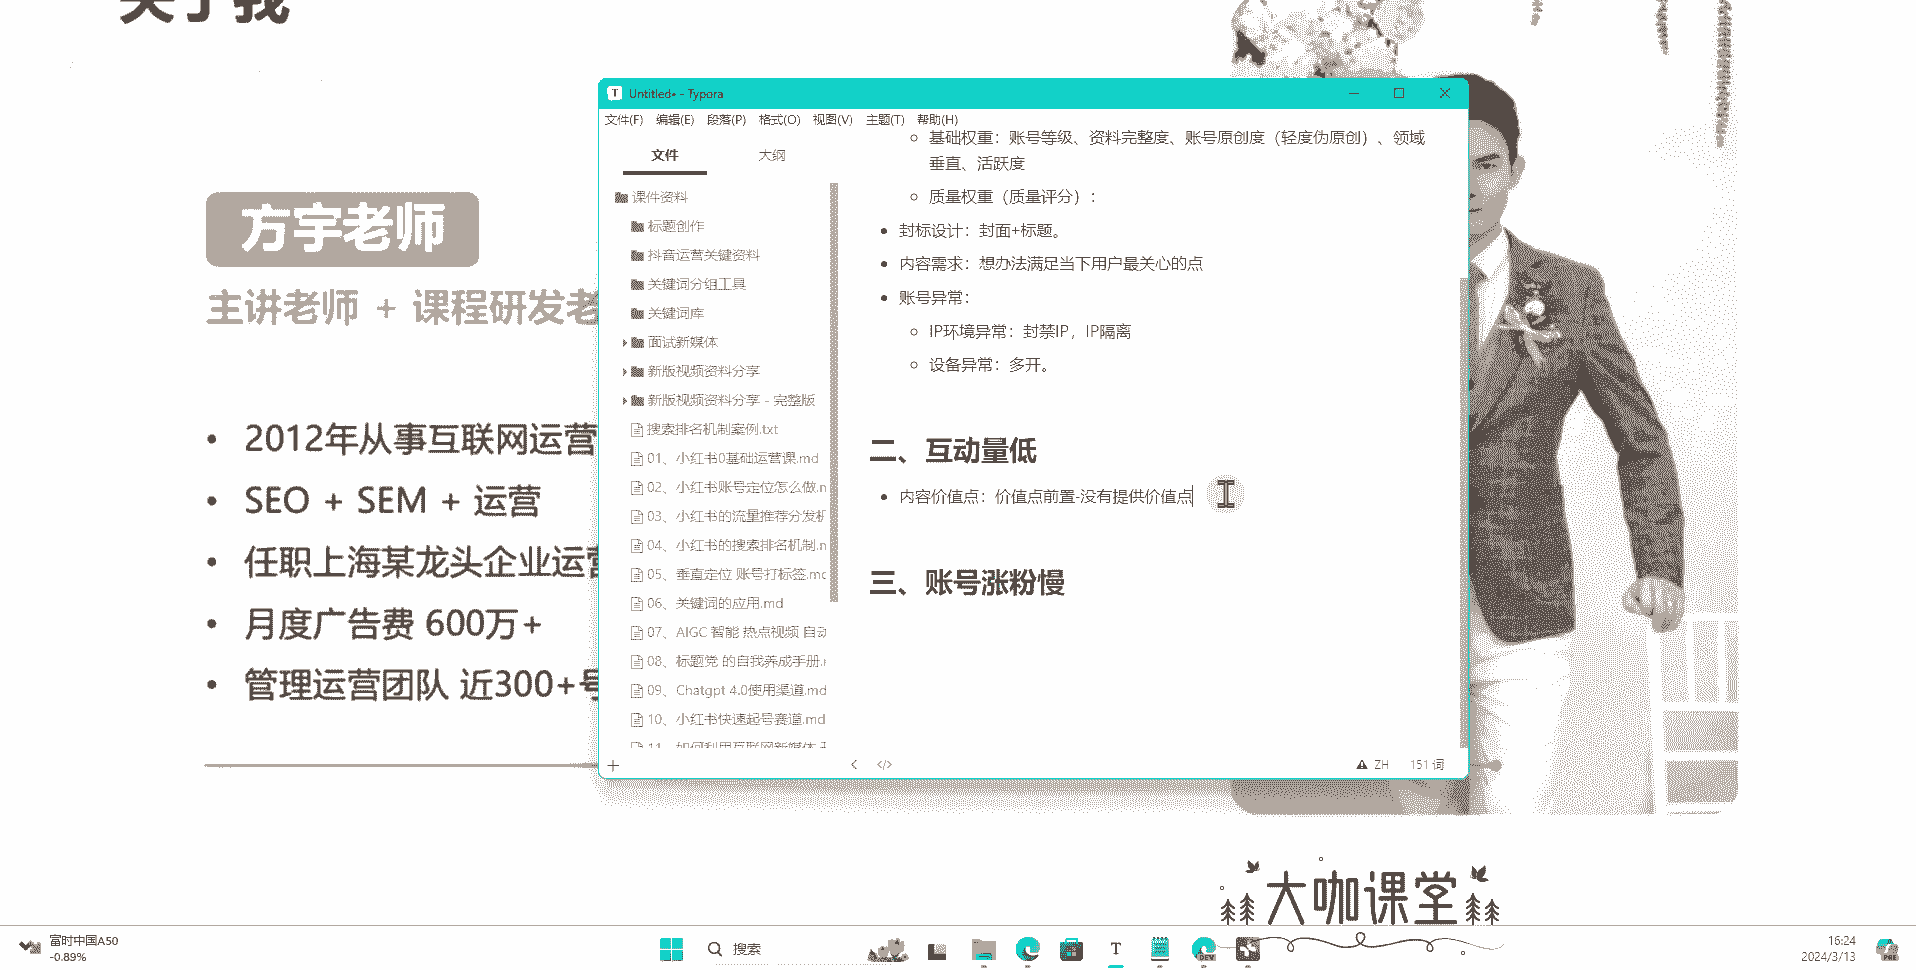 关于我
方宇老师
主讲老师 + 课程研发老
2012年从事互联网运营
SEO + SEM + 运营
任职上海某龙头企业运营
月度广告费 600万+
管理运营团队 近300+号
Untitled• - Typora
文件(F) 编辑(E) 段落(P) 格式(O) 视图(V) 主题(T) 帮助(H)
文件 大纲
课件资料
标题创作
抖音运营关键资料
关键词分组工具
关键词库
面试新媒体
新版视频资料分享
新版视频资料分享 - 完整版
搜索排名机制案例.txt
01、小红书0基础运营课.md
02、小红书账号定位怎么做.m
03、小红书的流量推荐分发机
04、小红书的搜索排名机制.m
05、垂直定位 账号打标签.md
06、关键词的应用.md
07、AIGC 智能 热点视频 自动
08、标题党 的自我养成手册.m
09、Chatgpt 4.0使用渠道.md
10、小红书快速起号赛道.md
11、如何利用互联网新媒体
基础权重：账号等级、资料完整度、账号原创度（轻度伪原创）、领域
垂直、活跃度
质量权重（质量评分）：
封标设计：封面+标题。
内容需求：想办法满足当下用户最关心的点
账号异常：
IP环境异常：封禁IP，IP隔离
设备异常：多开。
二、互动量低
内容价值点：价值点前置-没有提供价值点
三、账号涨粉慢
ZH 151 词
大咖课堂
富时中国A50
-0.89%
搜索
T
DEV
16:24
2024/3/13
PRE